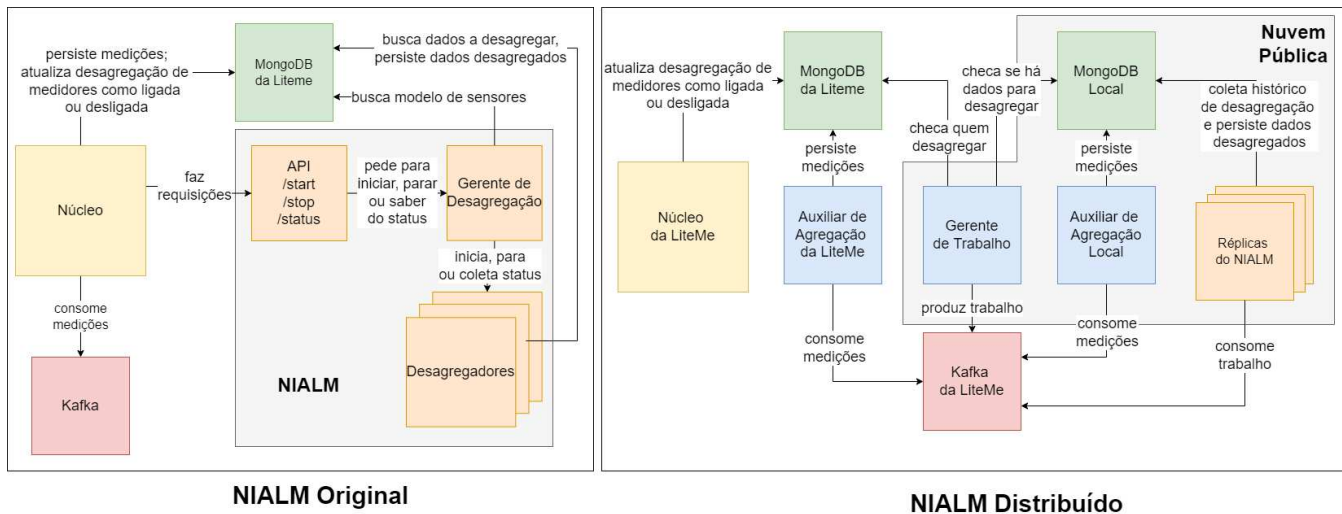 persiste medições;
atualiza desagregação de
medidores como ligada
ou desligada
MongoDB
da Liteme
busca dados a desagregar,
persiste dados desagregados
busca modelo de sensores
Núcleo
faz
requisições
API
/start
/stop
/status
pede para
iniciar, parar
ou saber
do status
Gerente de
Desagregação
inicia, para
ou coleta status
consome
medições
Kafka
NIALM
Desagregadores
NIALM Original
Nuvem
Pública
atualiza desagregação de
medidores como ligada
ou desligada
MongoDB
da Liteme
checa se há
dados para
desagregar
MongoDB
Local
coleta histórico
de desagregação
e persiste dados
desagregados
checa quem
desagregar
persiste
medições
persiste
medições
Núcleo
da LiteMe
Auxiliar de
Agregação
da LiteMe
Gerente
de Trabalho
Auxiliar de
Agregação
Local
Réplicas
do NIALM
produz trabalho
consome
medições
consome
medições
consome
trabalho
Kafka
da LiteMe
NIALM Distribuído